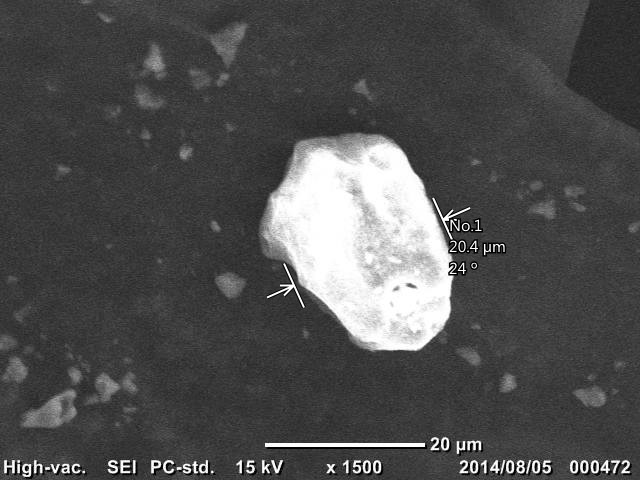 No.1
20.4 µm
24 º
20 µm
High-vac. SEI PC-std. 15 kV x 1500 2014/08/05 000472